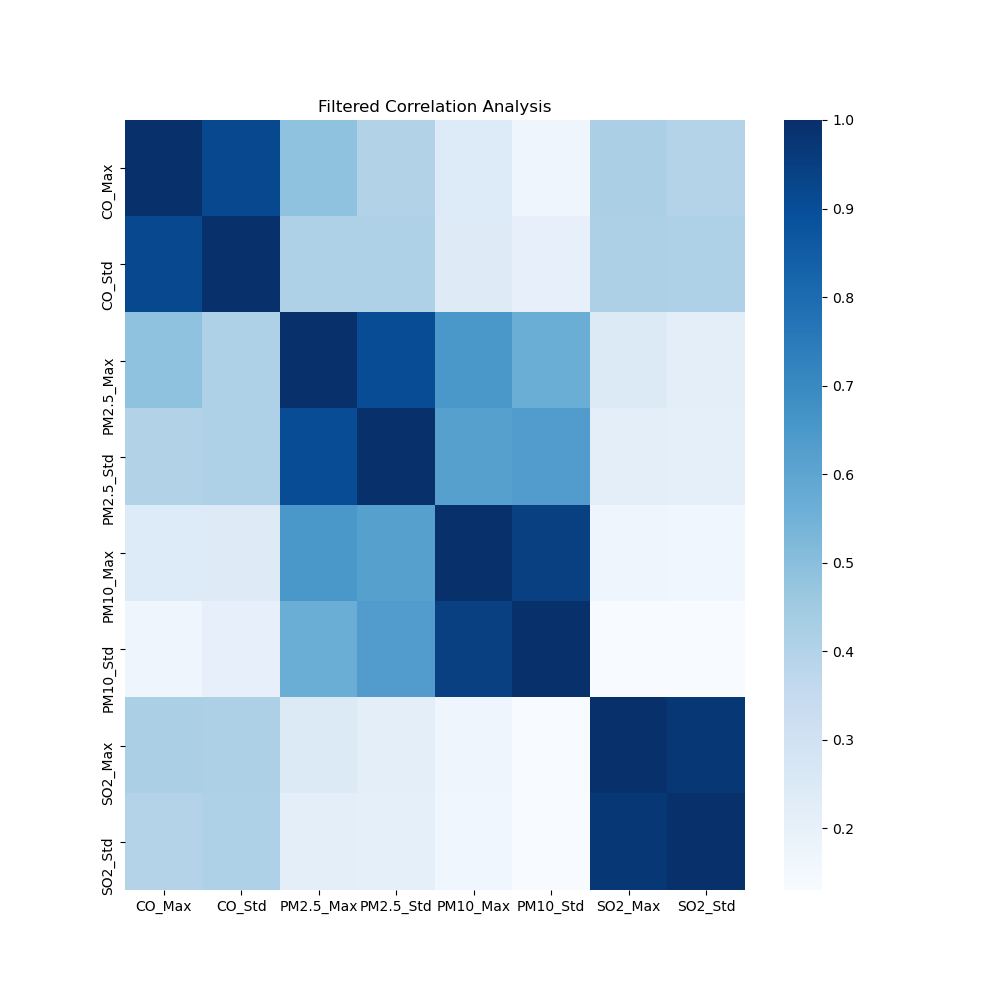 Filtered Correlation Analysis
CO_Max
CO_Std
PM2.5_Max
PM2.5_Std
PM10_Max
PM10_Std
SO2_Max
SO2_Std
CO_Max CO_Std PM2.5_Max PM2.5_Std PM10_Max PM10_Std SO2_Max SO2_Std
1.0
0.9
0.8
0.7
0.6
0.5
0.4
0.3
0.2